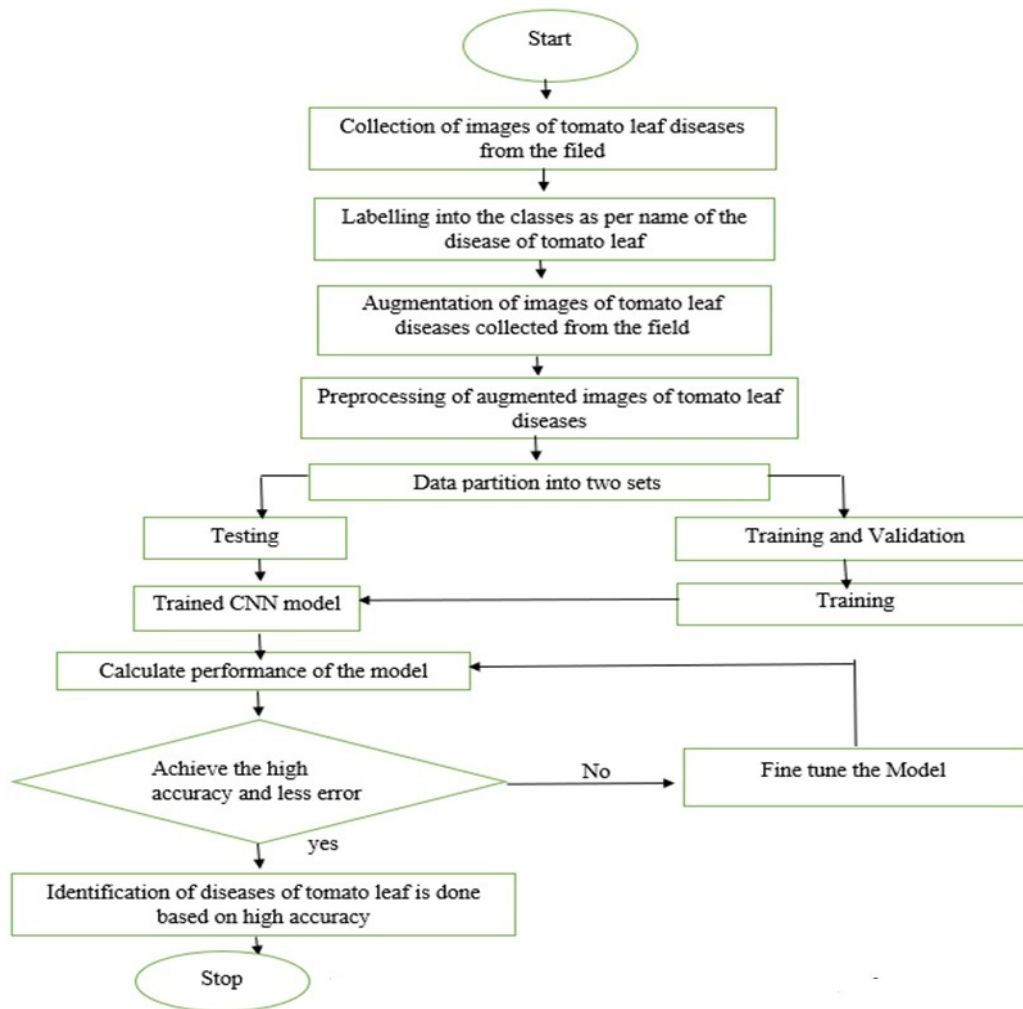 Start
Collection of images of tomato leaf diseases
from the filed
Labelling into the classes as per name of the
disease of tomato leaf
Augmentation of images of tomato leaf
diseases collected from the field
Preprocessing of augmented images of tomato leaf
diseases
Data partition into two sets
Testing
Training and Validation
Trained CNN model
Training
Calculate performance of the model
Achieve the high
accuracy and less error
No
Fine tune the Model
yes
Identification of diseases of tomato leaf is done
based on high accuracy
Stop